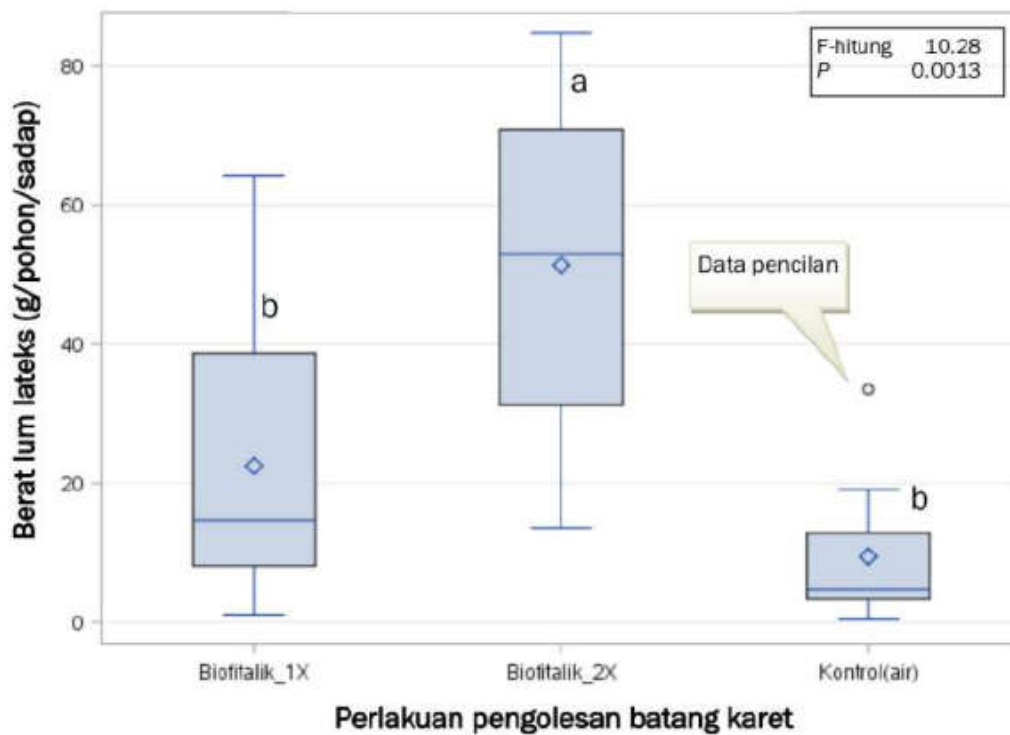 Berat lum lateks (g/pohon/sadap)
80
60
40
20
0
F-hitung 10.28
P 0.0013
a
b
Data pencilan
b
Biofitalik_1X
Biofitalik_2X
Kontrol(air)
Perlakuan pengolesan batang karet